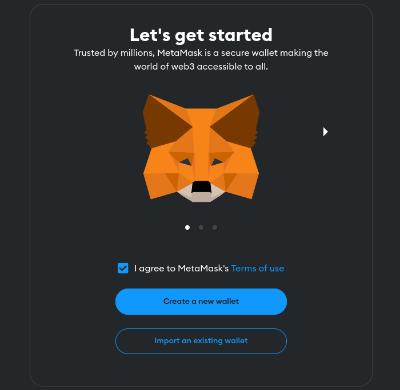 Let's get started
Trusted by millions, MetaMask is a secure wallet making the
world of web3 accessible to all.
I agree to MetaMask's Terms of use
Create a new wallet
Import an existing wallet